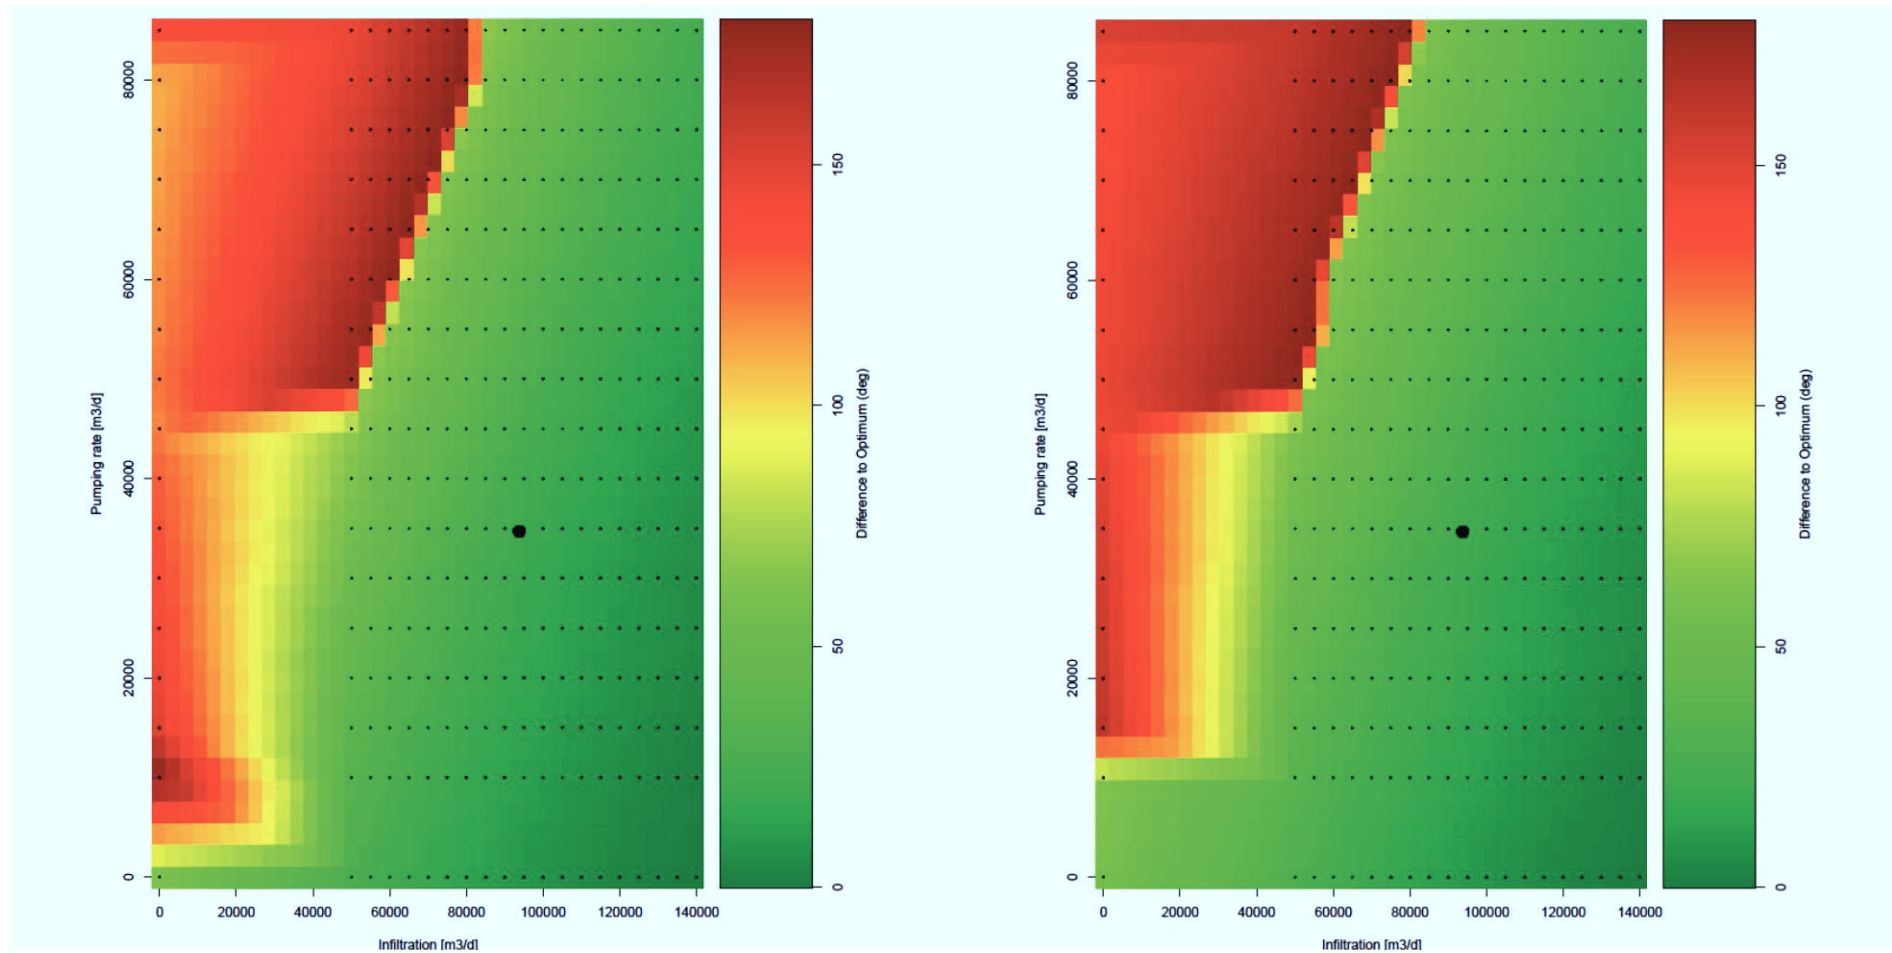 80000
60000
40000
20000
0
Pumping rate [m3/d]
0 20000 40000 60000 80000 100000 120000 140000
Infiltration [m3/d]
150
100
50
0
Difference to Optimum (deg)
80000
60000
40000
20000
0
Pumping rate [m3/d]
0 20000 40000 60000 80000 100000 120000 140000
Infiltration [m3/d]
150
100
50
0
Difference to Optimum (deg)